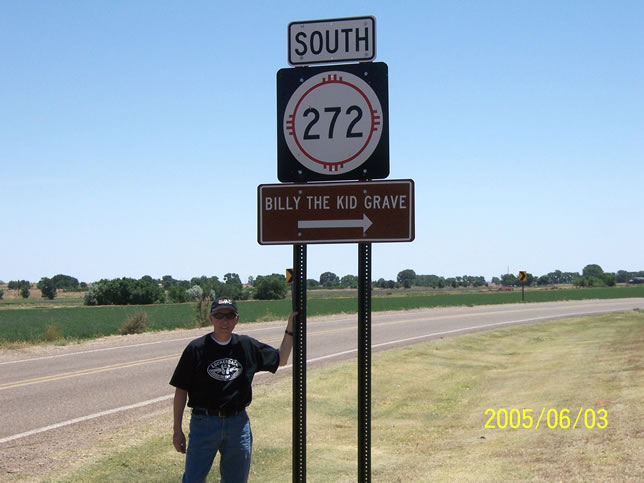 SOUTH
272
BILLY THE KID GRAVE
2005/06/03